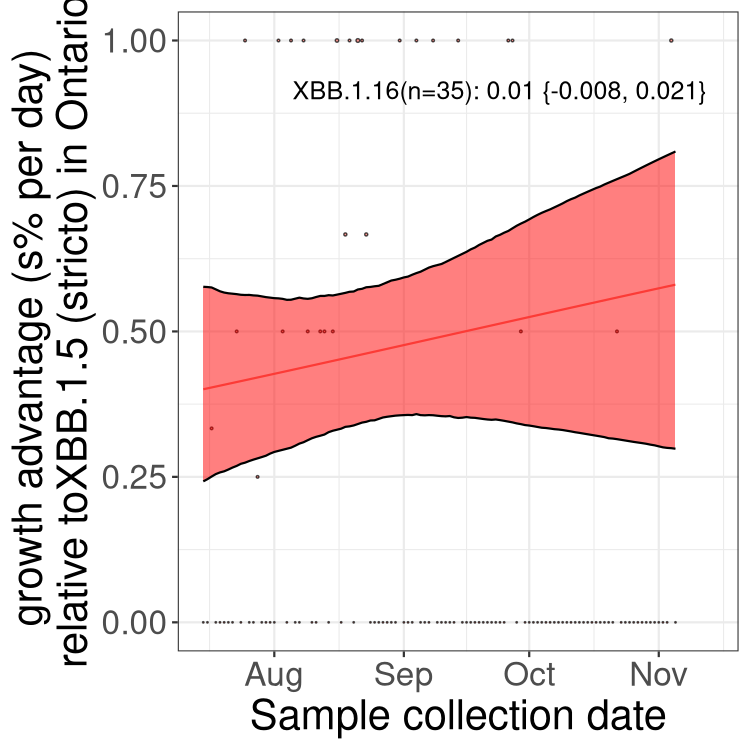 growth advantage (s% per day)
relative toXBB.1.5 (stricto) in Ontario
1.00
0.75
0.50
0.25
0.00
XBB.1.16(n=35): 0.01 {-0.008, 0.021}
Aug Sep Oct Nov
Sample collection date